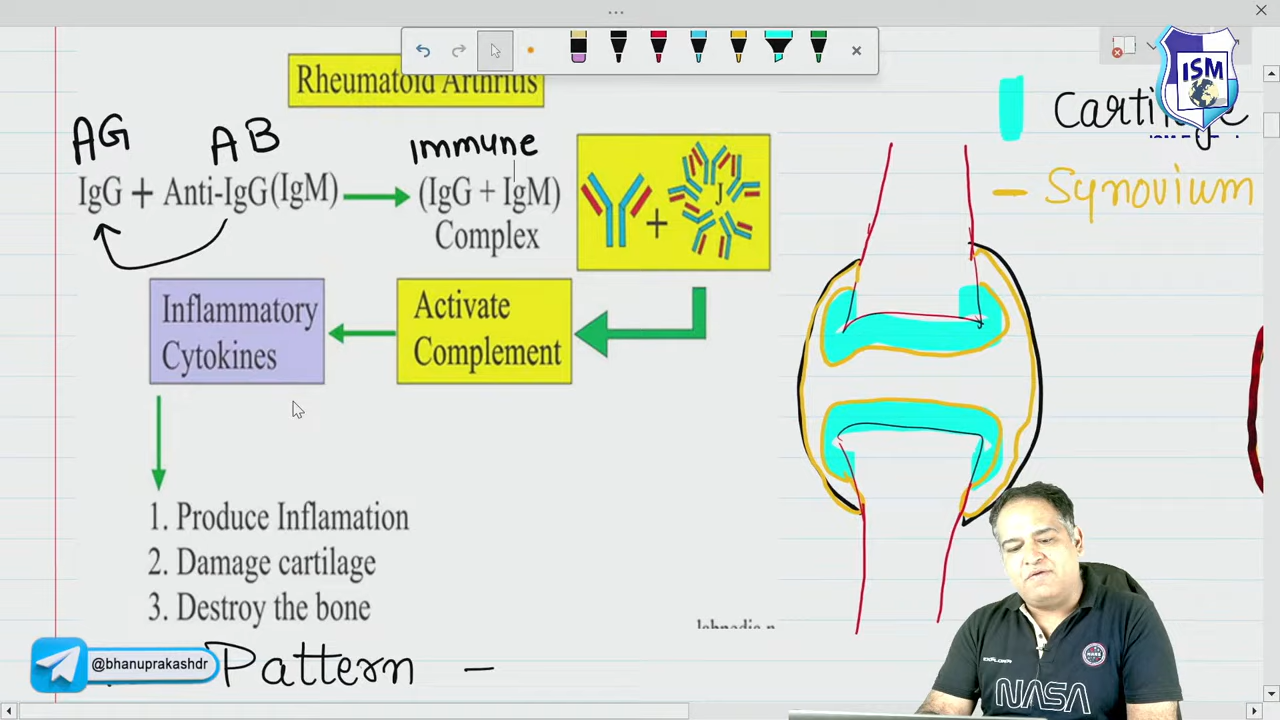 Rheumatoid Arthritis
ISM
Cartilage
Synovium
AG
AB
Immune
IgG + Anti-IgG(IgM)
(IgG + IgM)
Complex
J
+
Inflammatory
Cytokines
Activate
Complement
1. Produce Inflamation
2. Damage cartilage
3. Destroy the bone
@bhanuprakashdr
Pattern -
NASA